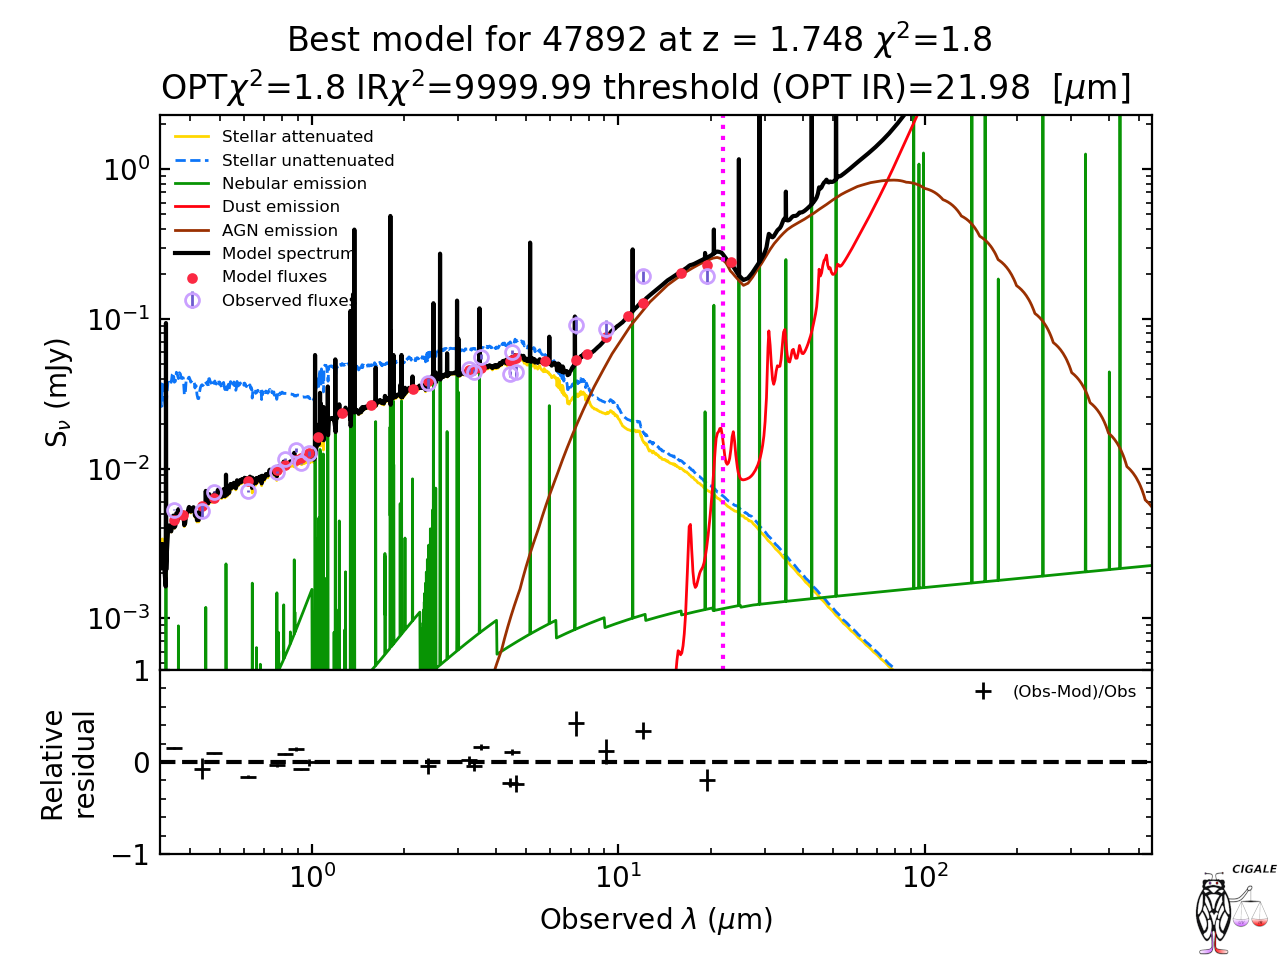 Best model for 47892 at z = 1.748 χ²=1.8
OPTχ²=1.8 IRχ²=9999.99 threshold (OPT IR)=21.98 [μm]
Stellar attenuated
Stellar unattenuated
Nebular emission
Dust emission
AGN emission
Model spectrum
Model fluxes
Observed fluxes
10⁰
10⁻¹
10⁻²
10⁻³
Sν (mJy)
1
0
−1
Relative
residual
(Obs-Mod)/Obs
10⁰ 10¹ 10²
Observed λ (μm)
CIGALE